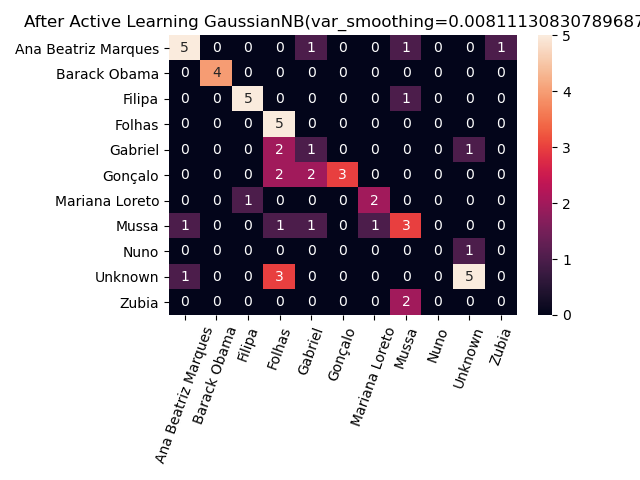 After Active Learning GaussianNB(var_smoothing=0.008111308307896872
Ana Beatriz Marques 5 0 0 0 1 0 0 1 0 0 1
Barack Obama 0 4 0 0 0 0 0 0 0 0 0
Filipa 0 0 5 0 0 0 0 1 0 0 0
Folhas 0 0 0 5 0 0 0 0 0 0 0
Gabriel 0 0 0 2 1 0 0 0 0 1 0
Gonçalo 0 0 0 2 2 3 0 0 0 0 0
Mariana Loreto 0 0 1 0 0 0 2 0 0 0 0
Mussa 1 0 0 1 1 0 1 3 0 0 0
Nuno 0 0 0 0 0 0 0 0 0 1 0
Unknown 1 0 0 3 0 0 0 0 0 5 0
Zubia 0 0 0 0 0 0 0 2 0 0 0
Ana Beatriz Marques
Barack Obama
Filipa
Folhas
Gabriel
Gonçalo
Mariana Loreto
Mussa
Nuno
Unknown
Zubia
5
4
3
2
1
0